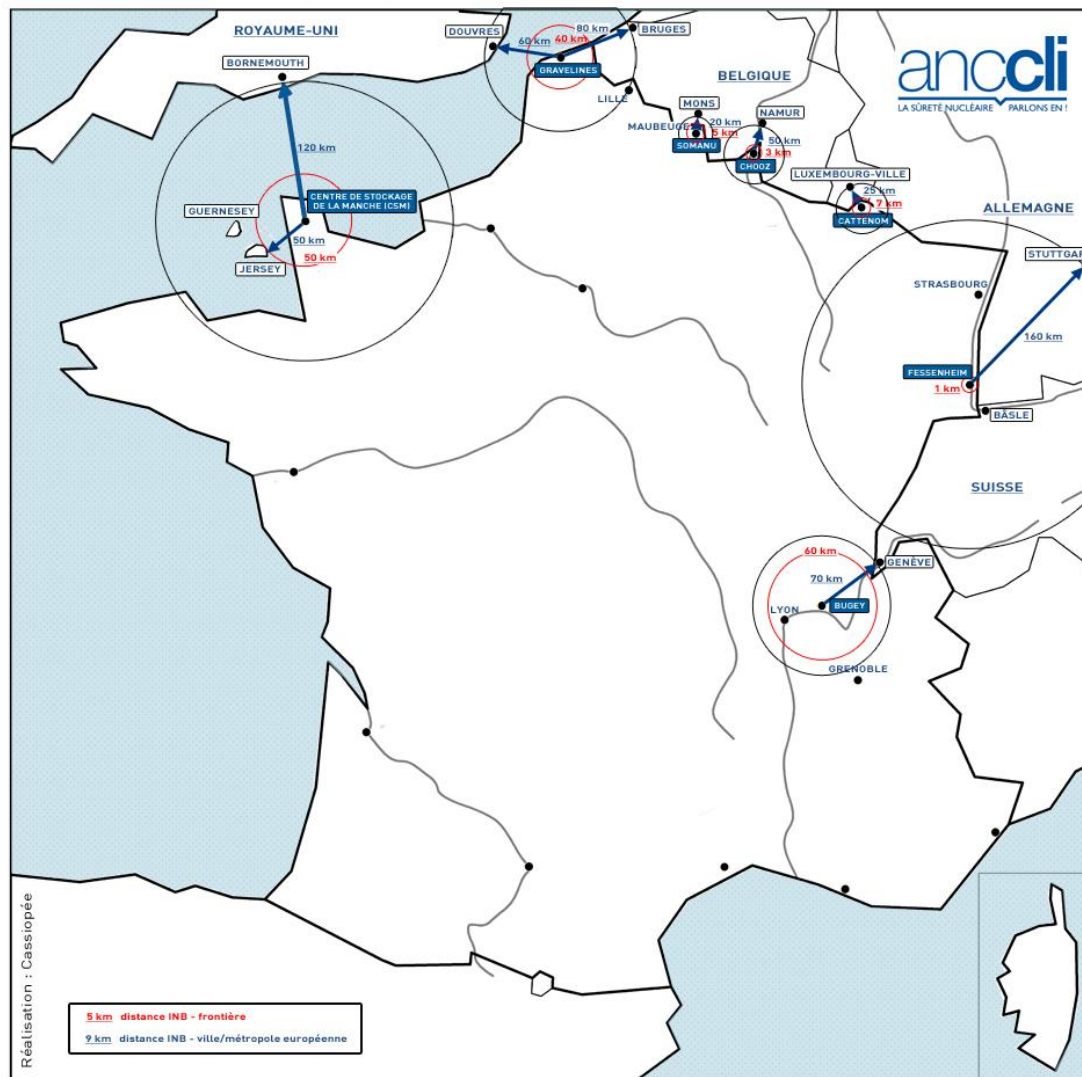 ROYAUME-UNI
BORNEMOUTH
DOUVRES
60 km
40 km
80 km
BRUGES
GRAVELINES
LILLE
BELGIQUE
anccli
LA SÛRETÉ NUCLÉAIRE PARLONS EN !
MONS
NAMUR
MAUBEUGE
20 km
5 km
SOMANU
50 km
3 km
CHOOZ
LUXEMBOURG-VILLE
25 km
7 km
CATTENOM
ALLEMAGNE
120 km
CENTRE DE STOCKAGE
DE LA MANCHE (CSM)
GUERNESEY
50 km
JERSEY
50 km
STUTTGAR
STRASBOURG
160 km
FESSENHEIM
1 km
BÂSLE
SUISSE
60 km
GENÈVE
70 km
LYON
BUGEY
GRENOBLE
Réalisation : Cassiopée
5 km distance INB - frontière
9 km distance INB - ville/métropole européenne